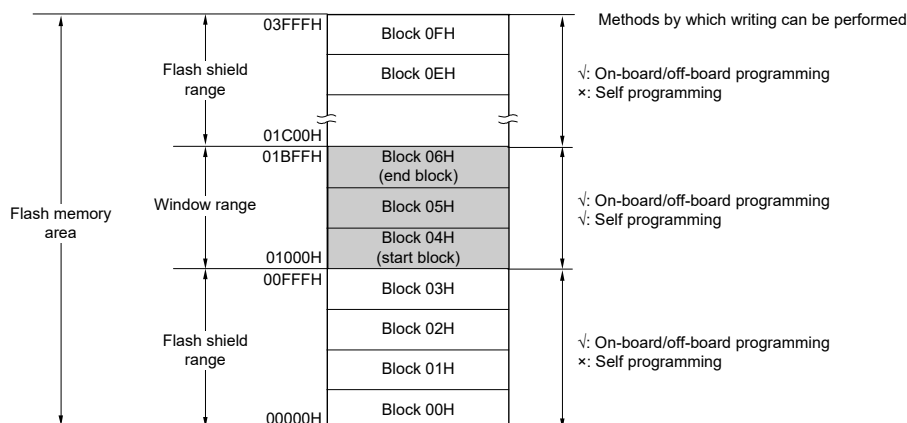 Methods by which writing can be performed
03FFFH
Block 0FH
Block 0EH
Flash shield
range
√: On-board/off-board programming
×: Self programming
01C00H
01BFFH
Block 06H
(end block)
Block 05H
Block 04H
(start block)
Window range
√: On-board/off-board programming
√: Self programming
Flash memory
area
01000H
00FFFH
Block 03H
Block 02H
Block 01H
Block 00H
Flash shield
range
√: On-board/off-board programming
×: Self programming
00000H